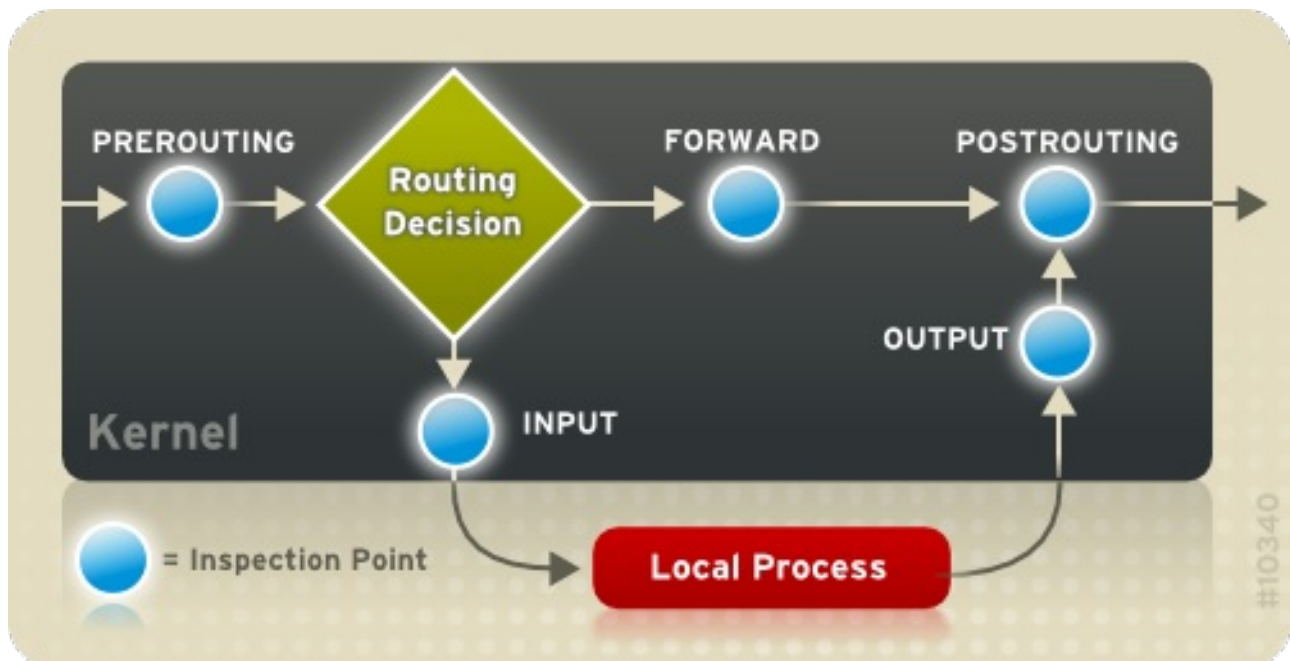 PREROUTING
Routing
Decision
FORWARD
POSTROUTING
OUTPUT
INPUT
Kernel
= Inspection Point
Local Process
#10340